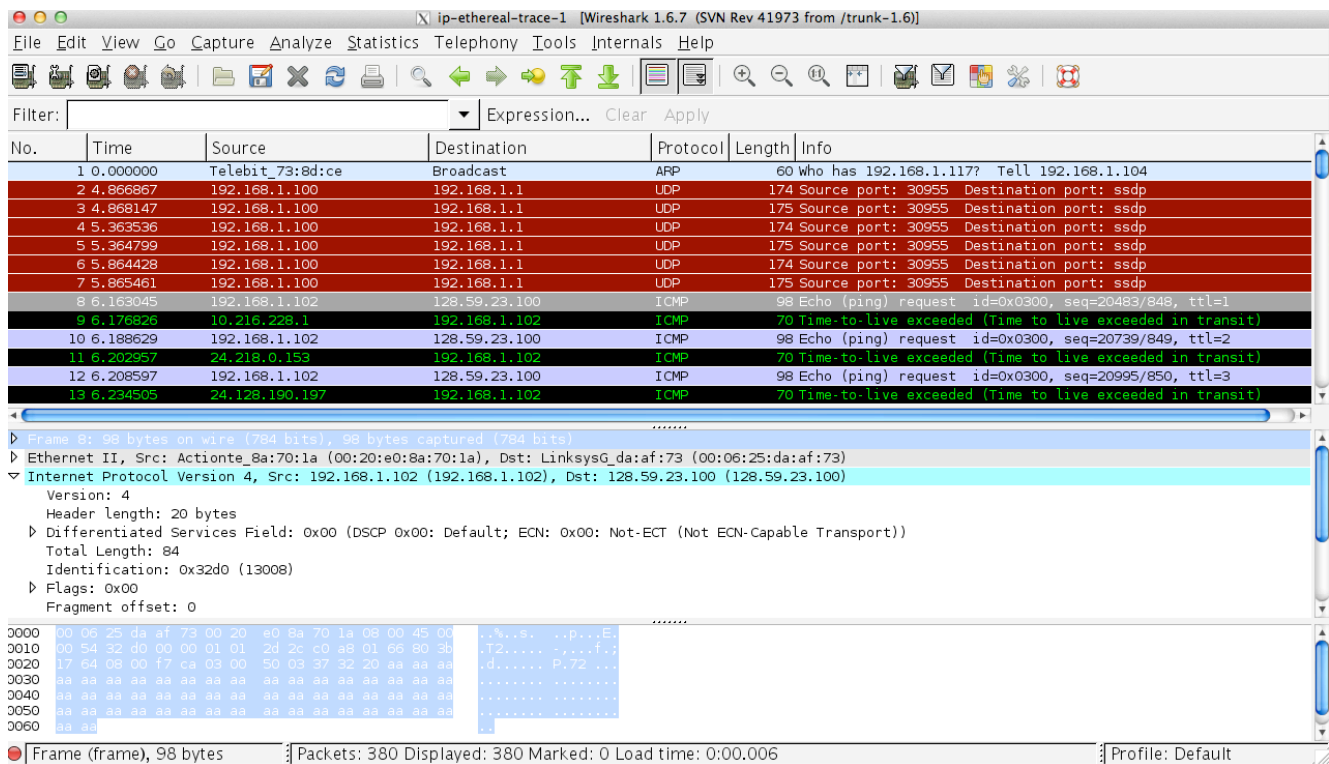 ip-ethereal-trace-1 [Wireshark 1.6.7 (SVN Rev 41973 from /trunk-1.6)]
File Edit View Go Capture Analyze Statistics Telephony Tools Internals Help
Filter: Expression... Clear Apply
No. Time Source Destination Protocol Length Info
1 0.000000 Telebit_73:8d:ce Broadcast ARP 60 Who has 192.168.1.117? Tell 192.168.1.104
2 4.866867 192.168.1.100 192.168.1.1 UDP 174 Source port: 30955 Destination port: ssdp
3 4.868147 192.168.1.100 192.168.1.1 UDP 175 Source port: 30955 Destination port: ssdp
4 5.363536 192.168.1.100 192.168.1.1 UDP 174 Source port: 30955 Destination port: ssdp
5 5.364799 192.168.1.100 192.168.1.1 UDP 175 Source port: 30955 Destination port: ssdp
6 5.864428 192.168.1.100 192.168.1.1 UDP 174 Source port: 30955 Destination port: ssdp
7 5.865461 192.168.1.100 192.168.1.1 UDP 175 Source port: 30955 Destination port: ssdp
8 6.163045 192.168.1.102 128.59.23.100 ICMP 98 Echo (ping) request id=0x0300, seq=20483/848, ttl=1
9 6.176826 10.216.228.1 192.168.1.102 ICMP 70 Time-to-live exceeded (Time to live exceeded in transit)
10 6.188629 192.168.1.102 128.59.23.100 ICMP 98 Echo (ping) request id=0x0300, seq=20739/849, ttl=2
11 6.202957 24.218.0.153 192.168.1.102 ICMP 70 Time-to-live exceeded (Time to live exceeded in transit)
12 6.208597 192.168.1.102 128.59.23.100 ICMP 98 Echo (ping) request id=0x0300, seq=20995/850, ttl=3
13 6.234505 24.128.190.197 192.168.1.102 ICMP 70 Time-to-live exceeded (Time to live exceeded in transit)
Frame 8: 98 bytes on wire (784 bits), 98 bytes captured (784 bits)
Ethernet II, Src: Actionte_8a:70:1a (00:20:e0:8a:70:1a), Dst: LinksysG_da:af:73 (00:06:25:da:af:73)
Internet Protocol Version 4, Src: 192.168.1.102 (192.168.1.102), Dst: 128.59.23.100 (128.59.23.100)
Version: 4
Header length: 20 bytes
Differentiated Services Field: 0x00 (DSCP 0x00: Default; ECN: 0x00: Not-ECT (Not ECN-Capable Transport))
Total Length: 84
Identification: 0x32d0 (13008)
Flags: 0x00
Fragment offset: 0
0000 00 06 25 da af 73 00 20 e0 8a 70 1a 08 00 45 00 ..%..s. ..p...E.
0010 00 54 32 d0 00 00 01 01 2d 2c c0 a8 01 66 80 3b .T2..... -,...f.;
0020 17 64 08 00 f7 ca 03 00 50 03 37 32 20 aa aa aa .d...... P.72 ...
0030 aa aa aa aa aa aa aa aa aa aa aa aa aa aa aa aa ........ ........
0040 aa aa aa aa aa aa aa aa aa aa aa aa aa aa aa aa ........ ........
0050 aa aa aa aa aa aa aa aa aa aa aa aa aa aa aa aa ........ ........
0060 aa aa ..
Frame (frame), 98 bytes Packets: 380 Displayed: 380 Marked: 0 Load time: 0:00.006 Profile: Default